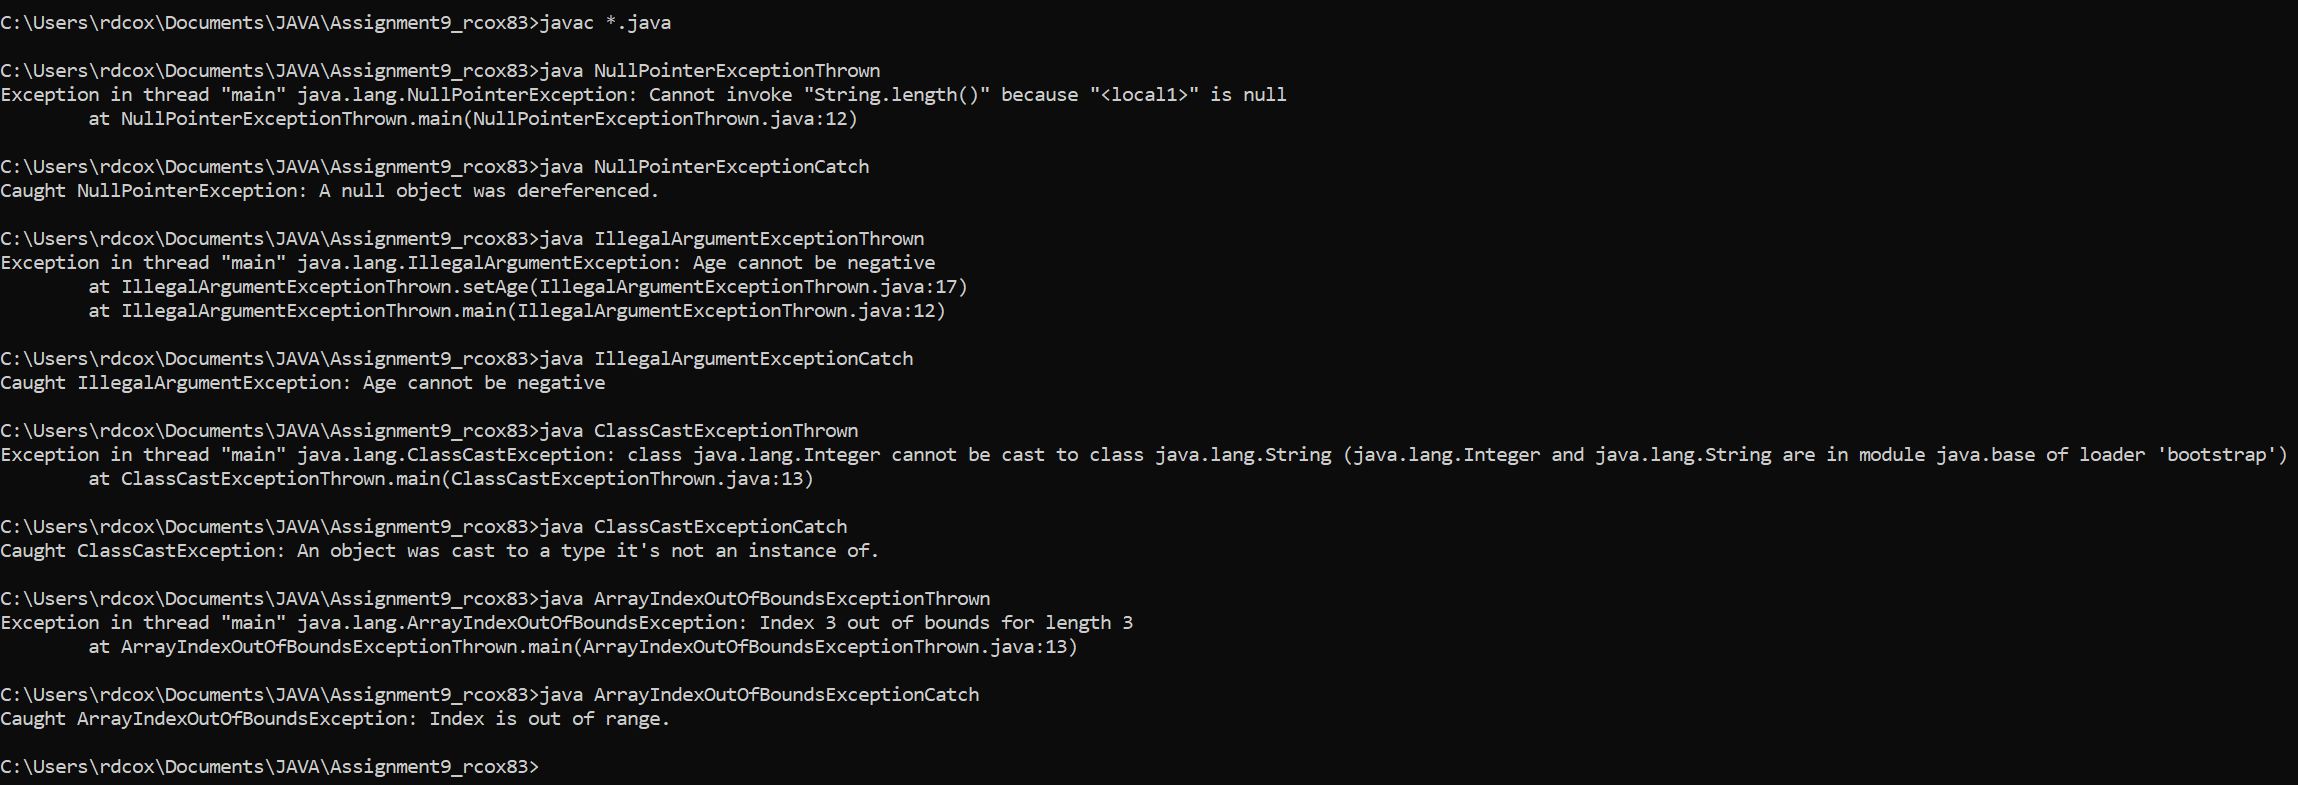 C:\Users\rdcox\Documents\JAVA\Assignment9_rcox83>javac *.java
C:\Users\rdcox\Documents\JAVA\Assignment9_rcox83>java NullPointerExceptionThrown
Exception in thread "main" java.lang.NullPointerException: Cannot invoke "String.length()" because "<local1>" is null
        at NullPointerExceptionThrown.main(NullPointerExceptionThrown.java:12)
C:\Users\rdcox\Documents\JAVA\Assignment9_rcox83>java NullPointerExceptionCatch
Caught NullPointerException: A null object was dereferenced.
C:\Users\rdcox\Documents\JAVA\Assignment9_rcox83>java IllegalArgumentExceptionThrown
Exception in thread "main" java.lang.IllegalArgumentException: Age cannot be negative
        at IllegalArgumentExceptionThrown.setAge(IllegalArgumentExceptionThrown.java:17)
        at IllegalArgumentExceptionThrown.main(IllegalArgumentExceptionThrown.java:12)
C:\Users\rdcox\Documents\JAVA\Assignment9_rcox83>java IllegalArgumentExceptionCatch
Caught IllegalArgumentException: Age cannot be negative
C:\Users\rdcox\Documents\JAVA\Assignment9_rcox83>java ClassCastExceptionThrown
Exception in thread "main" java.lang.ClassCastException: class java.lang.Integer cannot be cast to class java.lang.String (java.lang.Integer and java.lang.String are in module java.base of loader 'bootstrap')
        at ClassCastExceptionThrown.main(ClassCastExceptionThrown.java:13)
C:\Users\rdcox\Documents\JAVA\Assignment9_rcox83>java ClassCastExceptionCatch
Caught ClassCastException: An object was cast to a type it's not an instance of.
C:\Users\rdcox\Documents\JAVA\Assignment9_rcox83>java ArrayIndexOutOfBoundsExceptionThrown
Exception in thread "main" java.lang.ArrayIndexOutOfBoundsException: Index 3 out of bounds for length 3
        at ArrayIndexOutOfBoundsExceptionThrown.main(ArrayIndexOutOfBoundsExceptionThrown.java:13)
C:\Users\rdcox\Documents\JAVA\Assignment9_rcox83>java ArrayIndexOutOfBoundsExceptionCatch
Caught ArrayIndexOutOfBoundsException: Index is out of range.
C:\Users\rdcox\Documents\JAVA\Assignment9_rcox83>